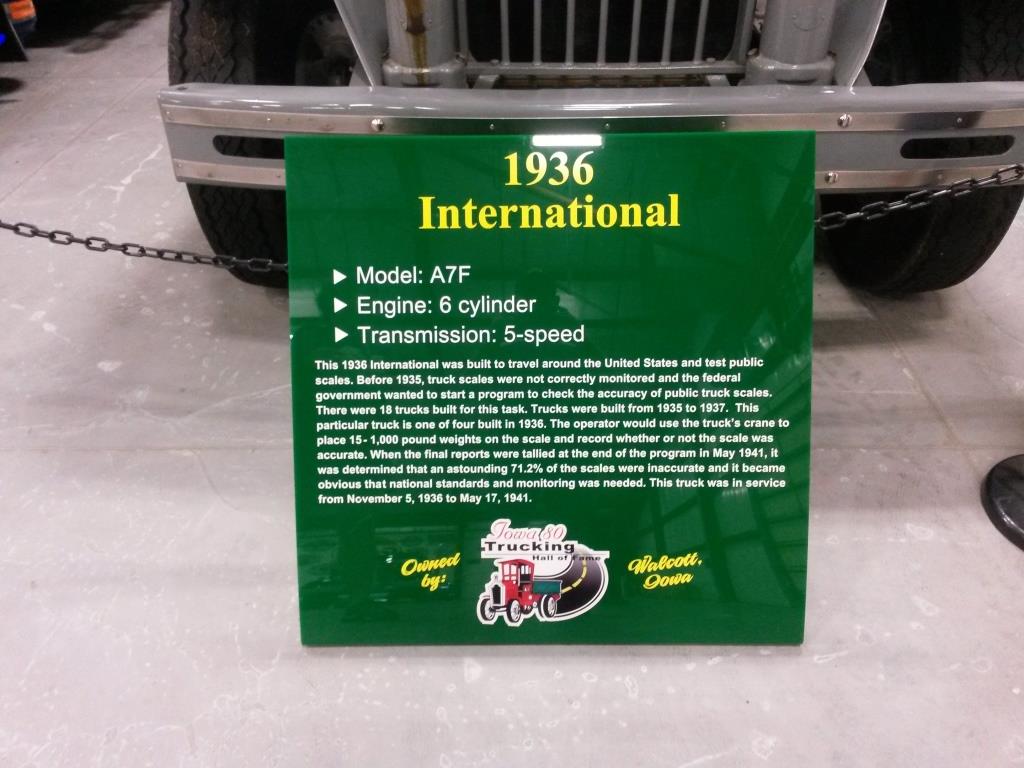 1936
International
Model: A7F
Engine: 6 cylinder
Transmission: 5-speed
This 1936 International was built to travel around the United States and test public
scales. Before 1935, truck scales were not correctly monitored and the federal
government wanted to start a program to check the accuracy of public truck scales.
There were 18 trucks built for this task. Trucks were built from 1935 to 1937. This
particular truck is one of four built in 1936. The operator would use the truck's crane to
place 15-1,000 pound weights on the scale and record whether or not the scale was
accurate. When the final reports were tallied at the end of the program in May 1941, it
was determined that an astounding 71.2% of the scales were inaccurate and it became
obvious that national standards and monitoring was needed. This truck was in service
from November 5, 1936 to May 17, 1941.
Owned
by:
Iowa 80
Trucking
Hall of Fame
Walcott,
Iowa